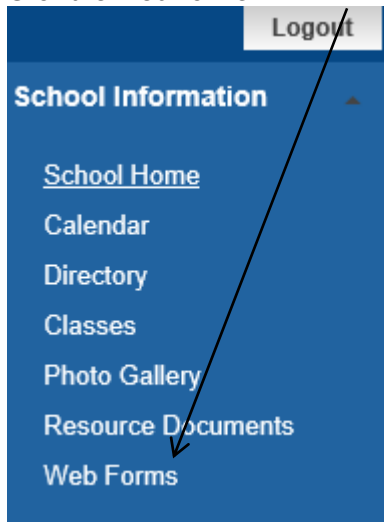 Logout
School Information
School Home
Calendar
Directory
Classes
Photo Gallery
Resource Documents
Web Forms